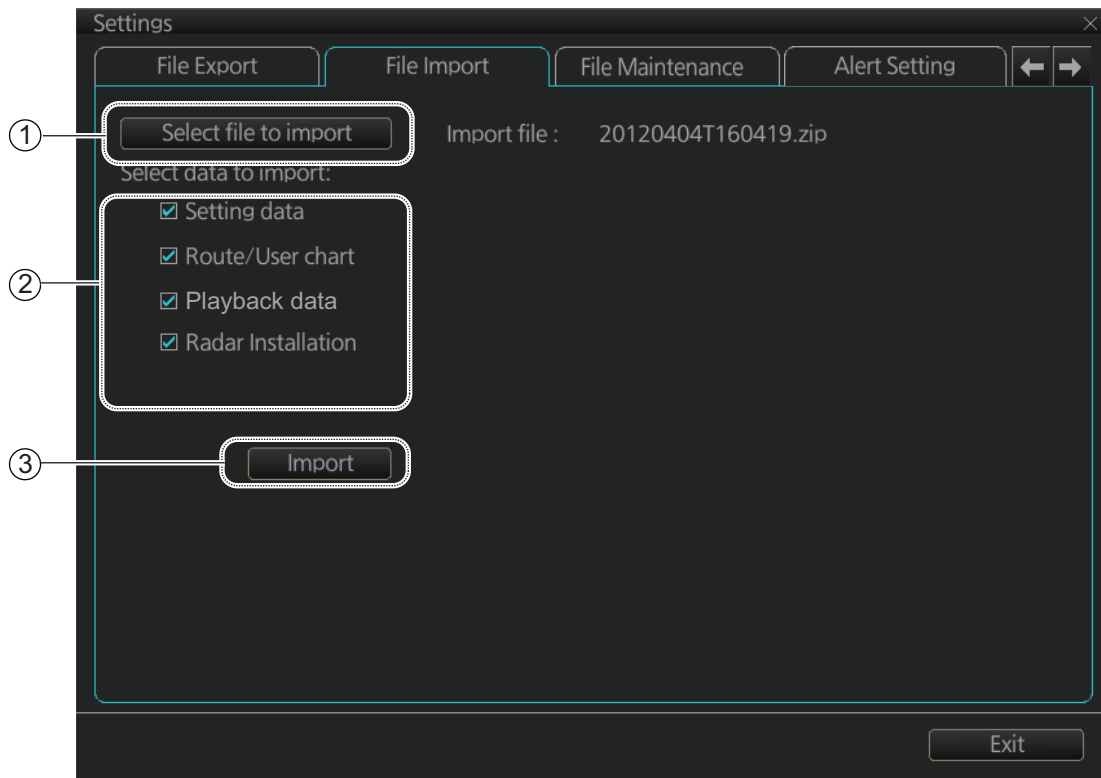 Settings
File Export File Import File Maintenance Alert Setting
① Select file to import Import file : 20120404T160419.zip
Select data to import:
Setting data
Route/User chart
② Playback data
Radar Installation
③ Import
Exit